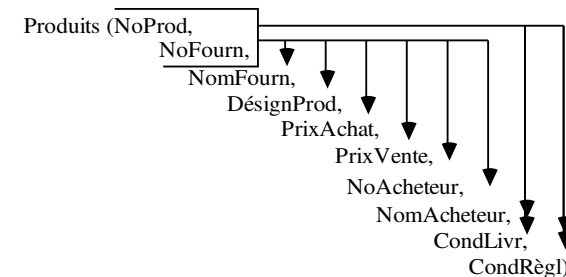 Produits (NoProd,
NoFourn,
NomFourn,
DésignProd,
PrixAchat,
PrixVente,
NoAcheteur,
NomAcheteur,
CondLivr,
CondRègl)